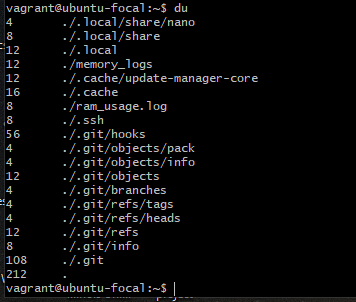 vagrant@ubuntu-focal:~$ du
4 ./.local/share/nano
8 ./.local/share
12 ./.local
12 ./memory_logs
12 ./.cache/update-manager-core
16 ./.cache
8 ./ram_usage.log
8 ./.ssh
56 ./.git/hooks
4 ./.git/objects/pack
4 ./.git/objects/info
12 ./.git/objects
4 ./.git/branches
4 ./.git/refs/tags
4 ./.git/refs/heads
12 ./.git/refs
8 ./.git/info
108 ./.git
212 .
vagrant@ubuntu-focal:~$